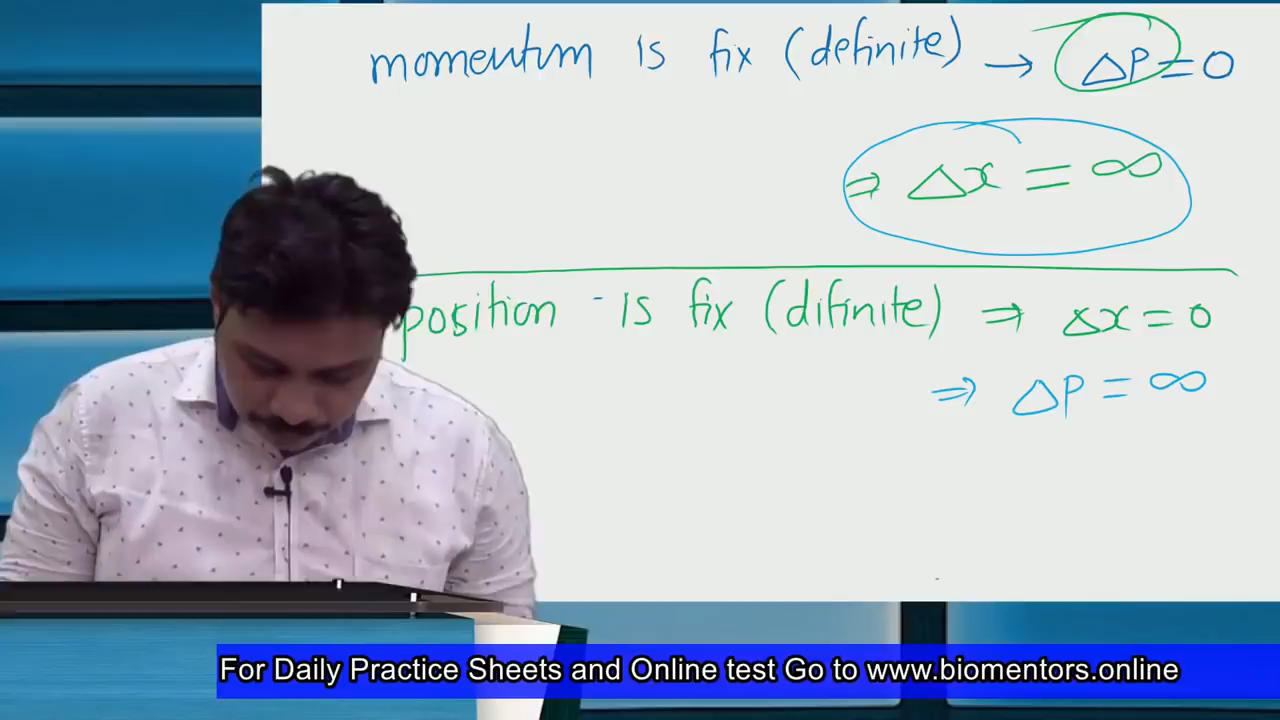 momentum is fix (definite) → ΔP = 0
⇒ Δx = ∞
position - is fix (difinite) ⇒ Δx = 0
⇒ Δp = ∞
For Daily Practice Sheets and Online test Go to www.biomentors.online